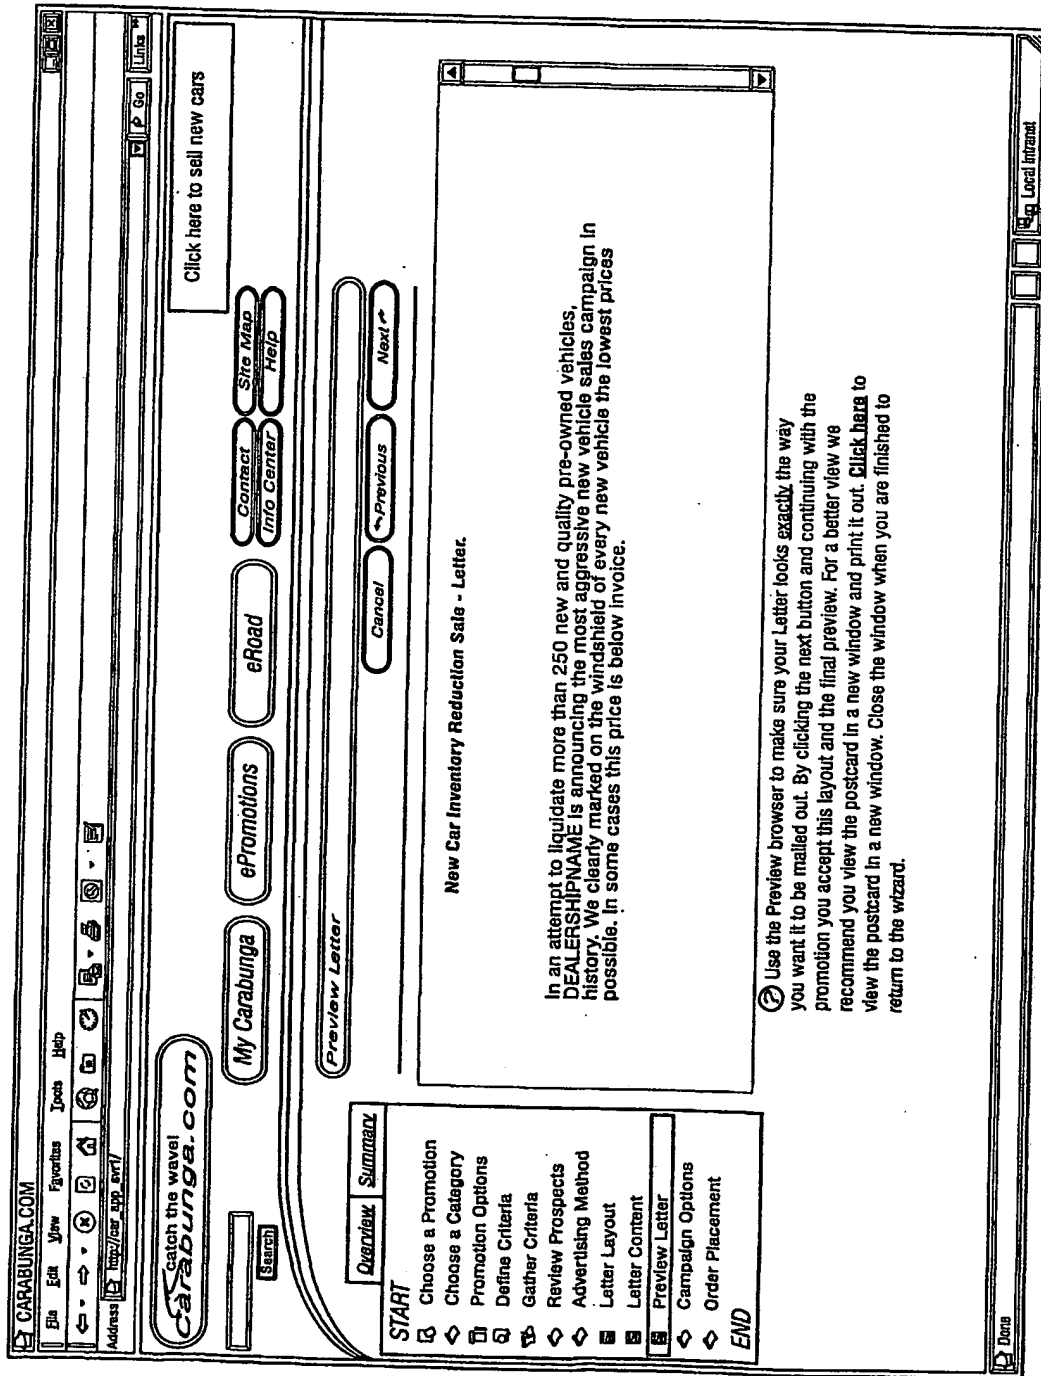 CARABUNGA.COM
File Edit View Favorites Tools Help
Address http://car_app_svr1/
Go Links »
catch the wave!
carabunga.com
Click here to sell new cars
Search
My Carabunga
ePromotions
eRoad
Contact
Site Map
Info Center
Help
Overview Summary
START
Choose a Promotion
Choose a Category
Promotion Options
Define Criteria
Gather Criteria
Review Prospects
Advertising Method
Letter Layout
Letter Content
Preview Letter
Campaign Options
Order Placement
END
Preview Letter
Cancel
Previous
Next
New Car Inventory Reduction Sale - Letter.
In an attempt to liquidate more than 250 new and quality pre-owned vehicles,
DEALERSHIPNAME is announcing the most aggressive new vehicle sales campaign in
history. We clearly marked on the windshield of every new vehicle the lowest prices
possible. In some cases this price is below invoice.
? Use the Preview browser to make sure your Letter looks exactly the way
you want it to be mailed out. By clicking the next button and continuing with the
promotion you accept this layout and the final preview. For a better view we
recommend you view the postcard in a new window and print it out. Click here to
view the postcard in a new window. Close the window when you are finished to
return to the wizard.
Done
Local intranet